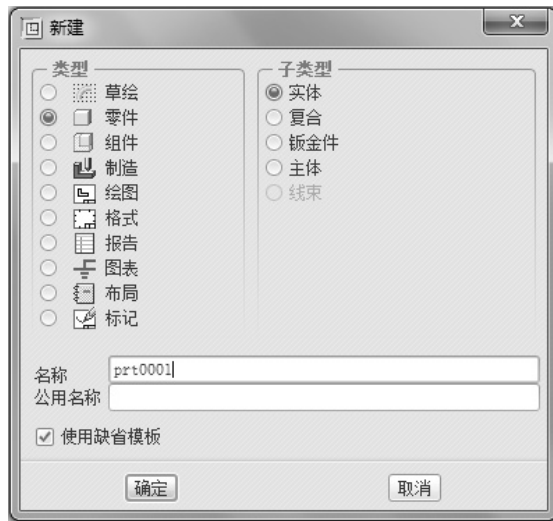 新建
类型
草绘
零件
组件
制造
绘图
格式
报告
图表
布局
标记
子类型
实体
复合
钣金件
主体
线束
名称 prt0001
公用名称
使用缺省模板
确定 取消